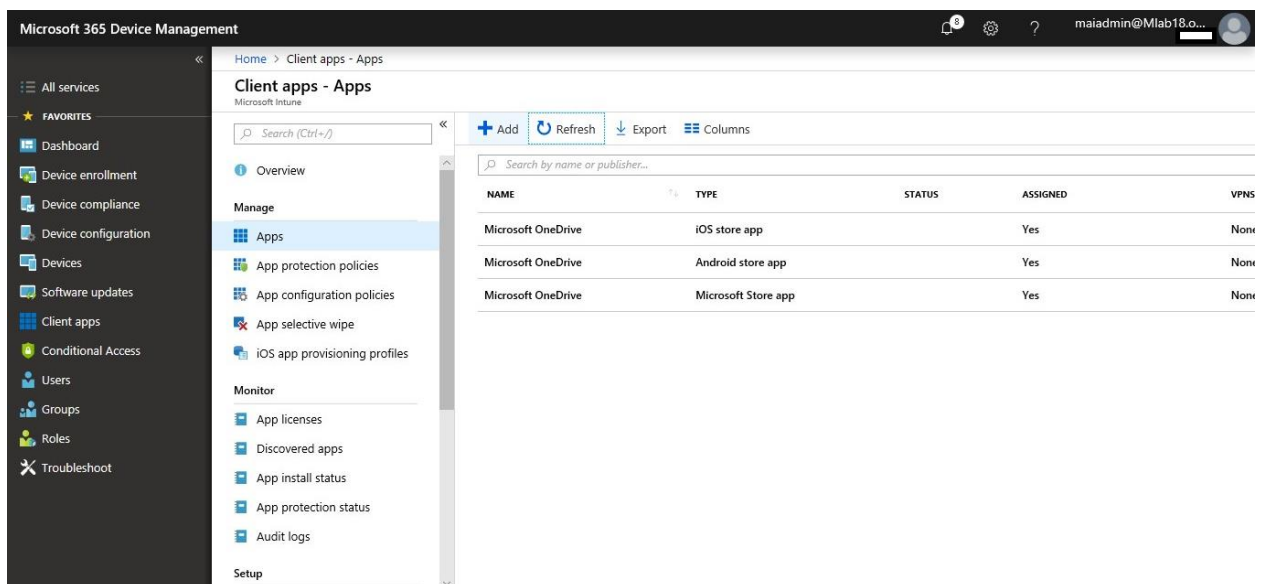 Microsoft 365 Device Management
8
?
maiadmin@Mlab18.o...
«
Home > Client apps - Apps
Client apps - Apps
Microsoft Intune
All services
FAVORITES
Dashboard
Device enrollment
Device compliance
Device configuration
Devices
Software updates
Client apps
Conditional Access
Users
Groups
Roles
Troubleshoot
Search (Ctrl+/)
«
Overview
Manage
Apps
App protection policies
App configuration policies
App selective wipe
iOS app provisioning profiles
Monitor
App licenses
Discovered apps
App install status
App protection status
Audit logs
Setup
Add Refresh Export Columns
Search by name or publisher...
NAME TYPE STATUS ASSIGNED VPNS
Microsoft OneDrive iOS store app Yes None
Microsoft OneDrive Android store app Yes None
Microsoft OneDrive Microsoft Store app Yes None